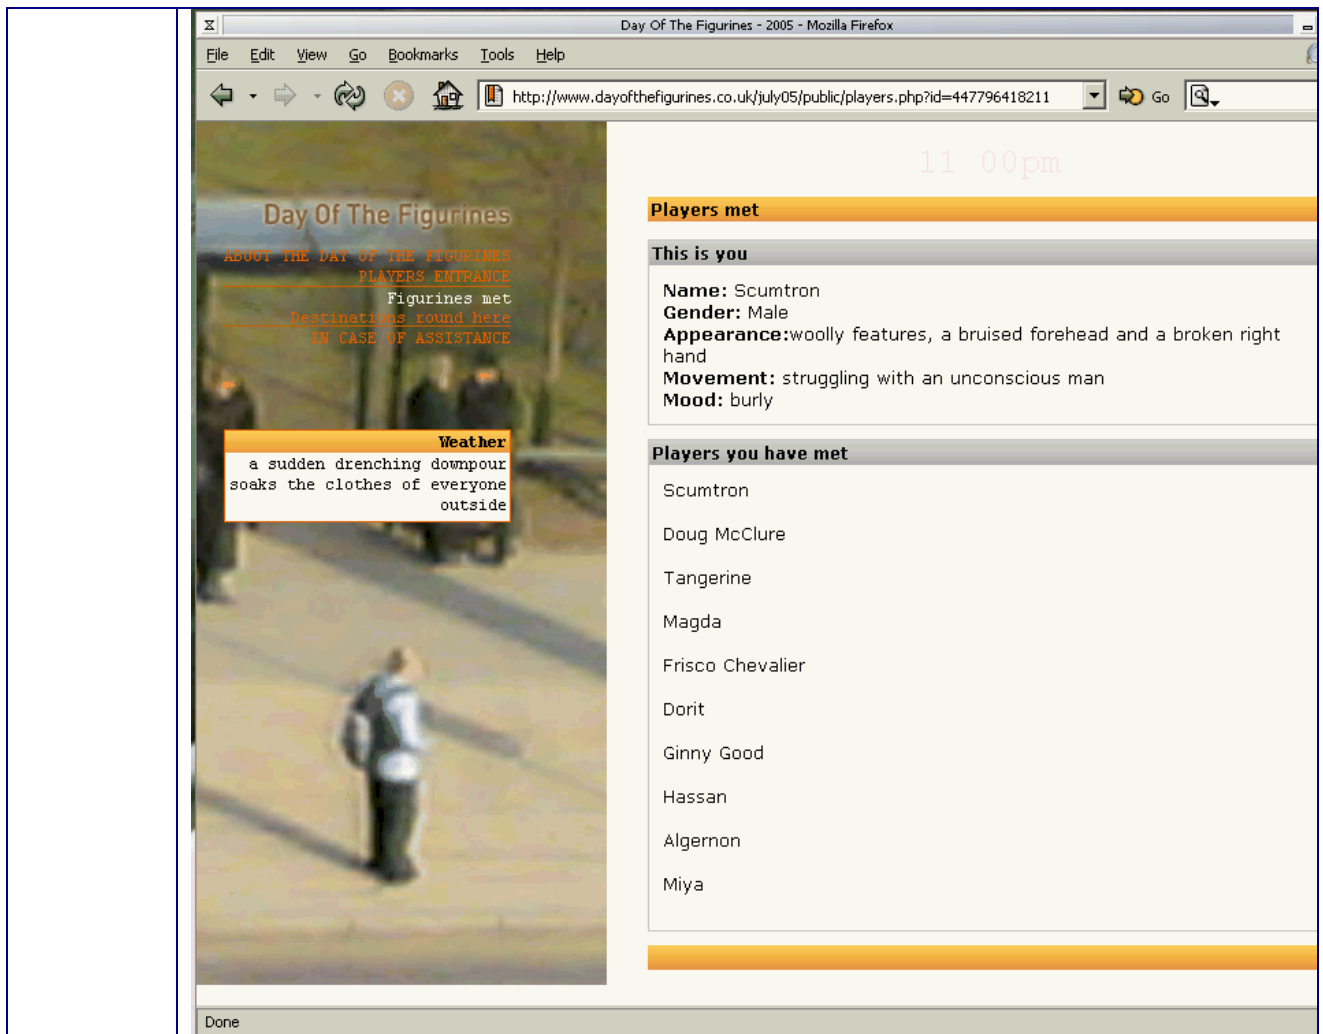 Day Of The Figurines - 2005 - Mozilla Firefox
File Edit View Go Bookmarks Tools Help
http://www.dayofthefigurines.co.uk/july05/public/players.php?id=447796418211 Go
11 00pm
Day Of The Figurines
ABOUT THE DAY OF THE FIGURINES
PLAYERS ENTRANCE
Figurines met
Destinations round here
IN CASE OF ASSISTANCE
Weather
a sudden drenching downpour
soaks the clothes of everyone
outside
Players met
This is you
Name: Scumtron
Gender: Male
Appearance:woolly features, a bruised forehead and a broken right
hand
Movement: struggling with an unconscious man
Mood: burly
Players you have met
Scumtron
Doug McClure
Tangerine
Magda
Frisco Chevalier
Dorit
Ginny Good
Hassan
Algernon
Miya
Done